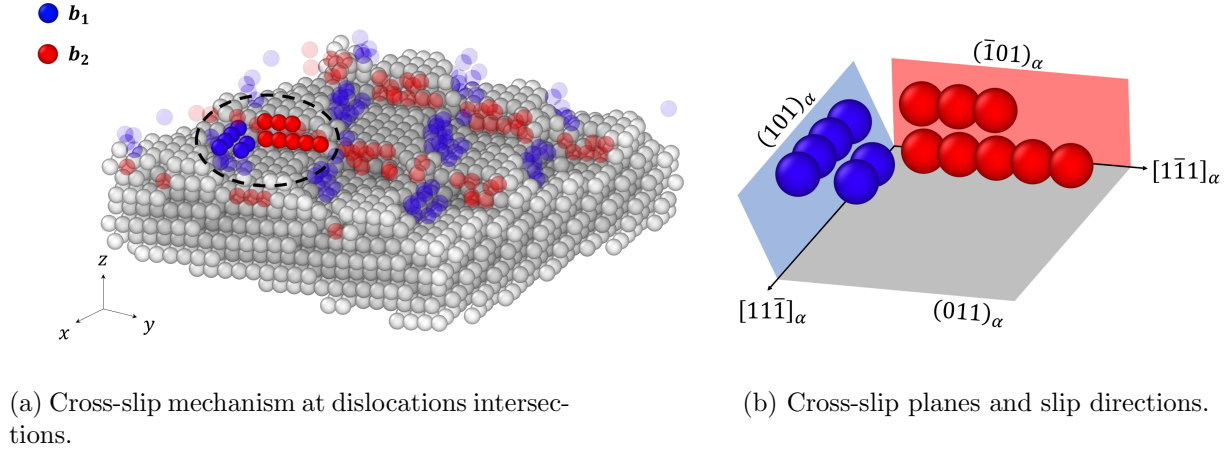 b₁
b₂
z
x
y
(1̄01)α
(101)α
[11̄1]α
[111̄]α
(011)α
(a) Cross-slip mechanism at dislocations intersec-
tions.
(b) Cross-slip planes and slip directions.